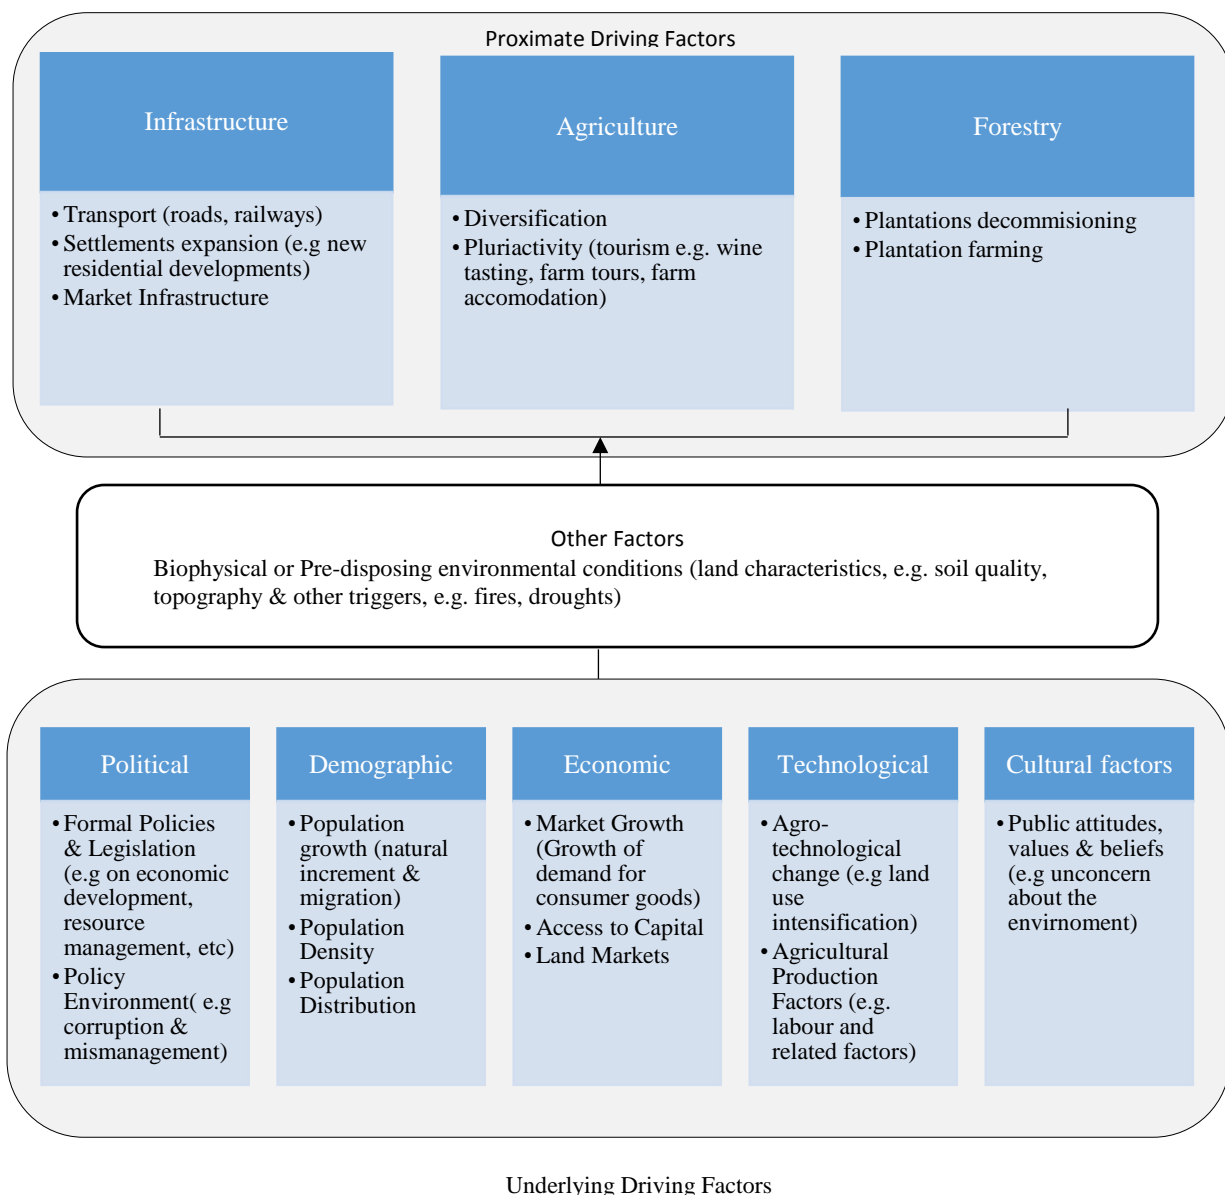 Proximate Driving Factors
Infrastructure
• Transport (roads, railways)
• Settlements expansion (e.g new
residential developments)
• Market Infrastructure
Agriculture
• Diversification
• Pluriactivity (tourism e.g. wine
tasting, farm tours, farm
accomodation)
Forestry
• Plantations decommisioning
• Plantation farming
Other Factors
Biophysical or Pre-disposing environmental conditions (land characteristics, e.g. soil quality,
topography & other triggers, e.g. fires, droughts)
Political
• Formal Policies
& Legislation
(e.g on economic
development,
resource
management, etc)
• Policy
Environment( e.g
corruption &
mismanagement)
Demographic
• Population
growth (natural
increment &
migration)
• Population
Density
• Population
Distribution
Economic
• Market Growth
(Growth of
demand for
consumer goods)
• Access to Capital
• Land Markets
Technological
• Agro-
technological
change (e.g land
use
intensification)
• Agricultural
Production
Factors (e.g.
labour and
related factors)
Cultural factors
• Public attitudes,
values & beliefs
(e.g unconcern
about the
envirnoment)
Underlying Driving Factors